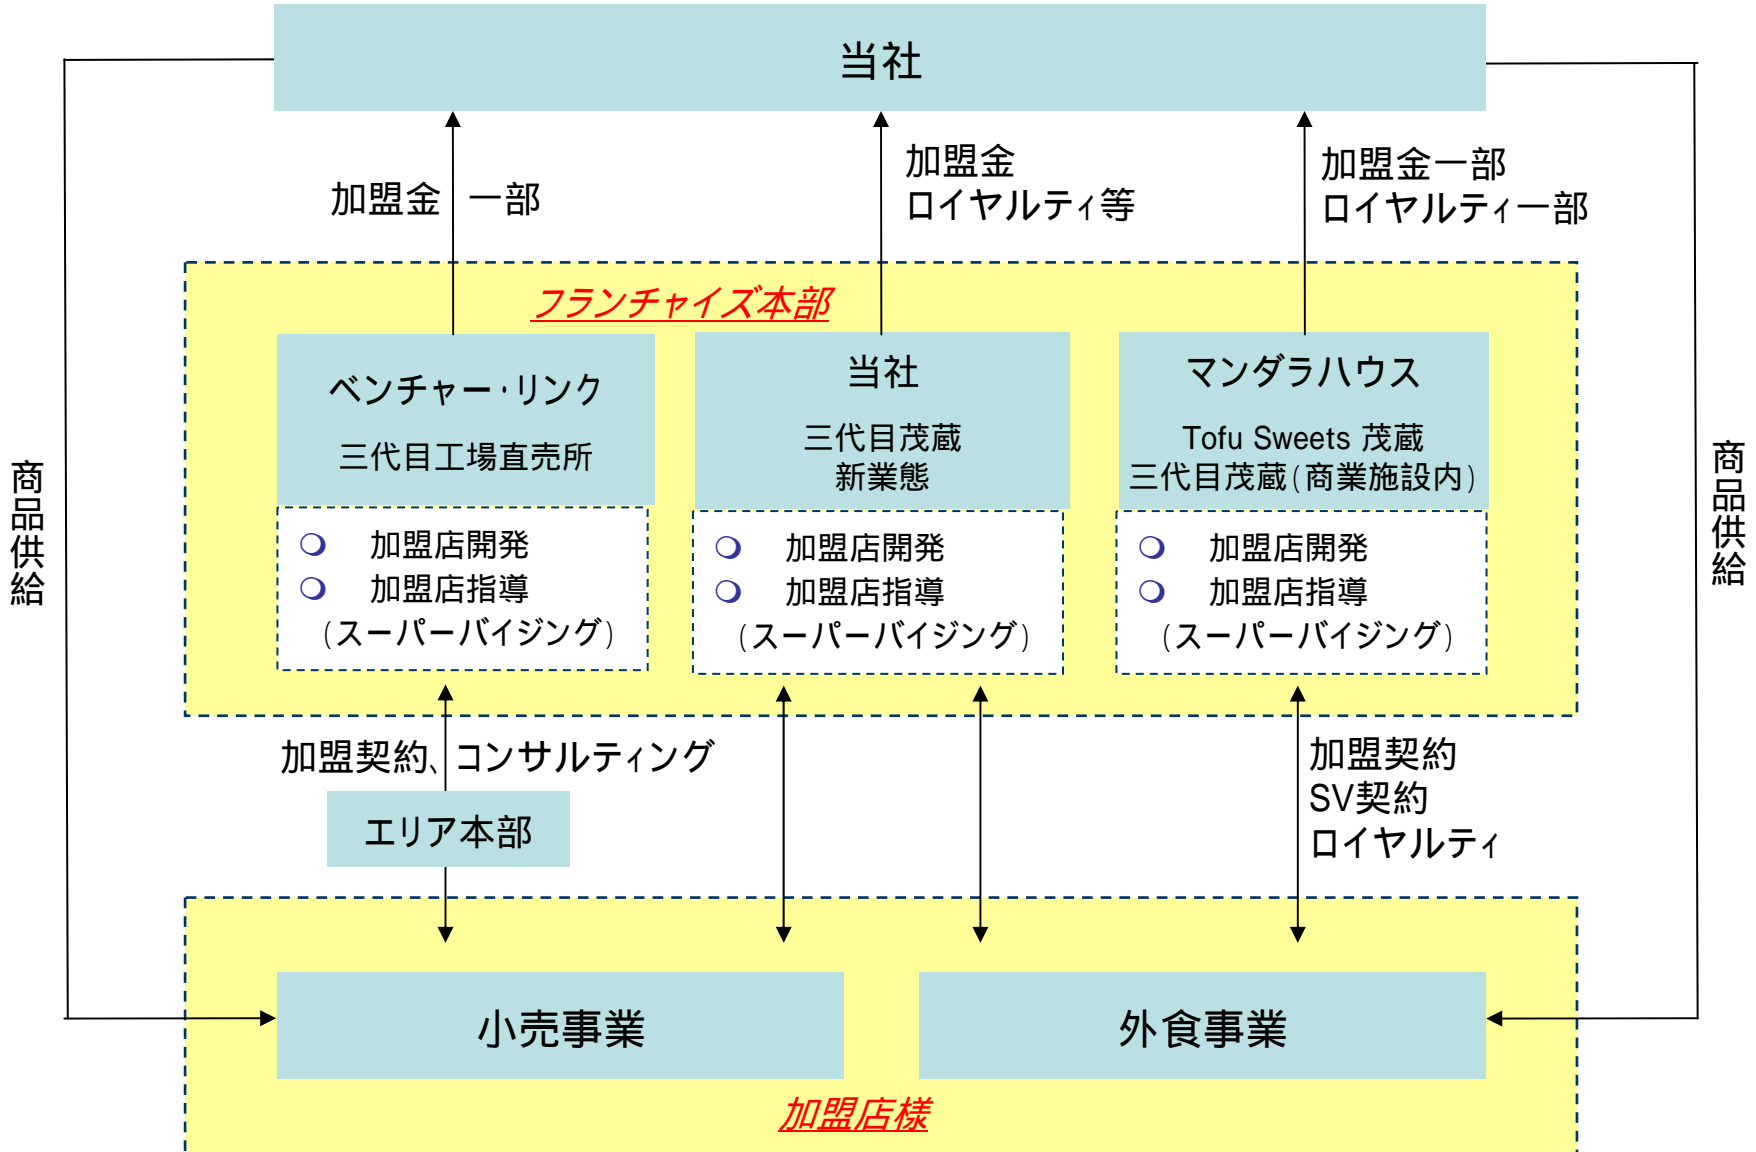 当社
加盟金 一部
加盟金
ロイヤルティ等
加盟金一部
ロイヤルティ一部
フランチャイズ本部
ベンチャー・リンク
三代目工場直売所
当社
三代目茂蔵
新業態
マンダラハウス
Tofu Sweets 茂蔵
三代目茂蔵(商業施設内)
加盟店開発
加盟店指導
(スーパーバイジング)
加盟店開発
加盟店指導
(スーパーバイジング)
加盟店開発
加盟店指導
(スーパーバイジング)
商品供給
商品供給
加盟契約、コンサルティング
エリア本部
加盟契約
SV契約
ロイヤルティ
小売事業
外食事業
加盟店様